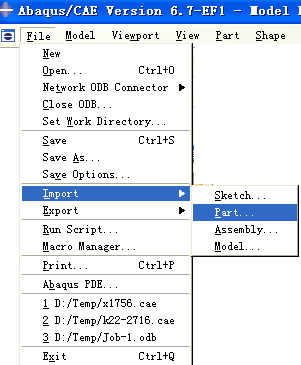 Abaqus/CAE Version 6.7-EF1 - Model
File Model Viewport View Part Shape
New
Open... Ctrl+O
Network ODB Connector
Close ODB...
Set Work Directory...
Save Ctrl+S
Save As...
Save Options...
Import
Sketch...
Export
Part...
Run Script...
Assembly...
Macro Manager...
Model...
Print... Ctrl+P
Abaqus PDE...
1 D:/Temp/x1756.cae
2 D:/Temp/k22-2716.cae
3 D:/Temp/Job-1.odb
Exit Ctrl+Q